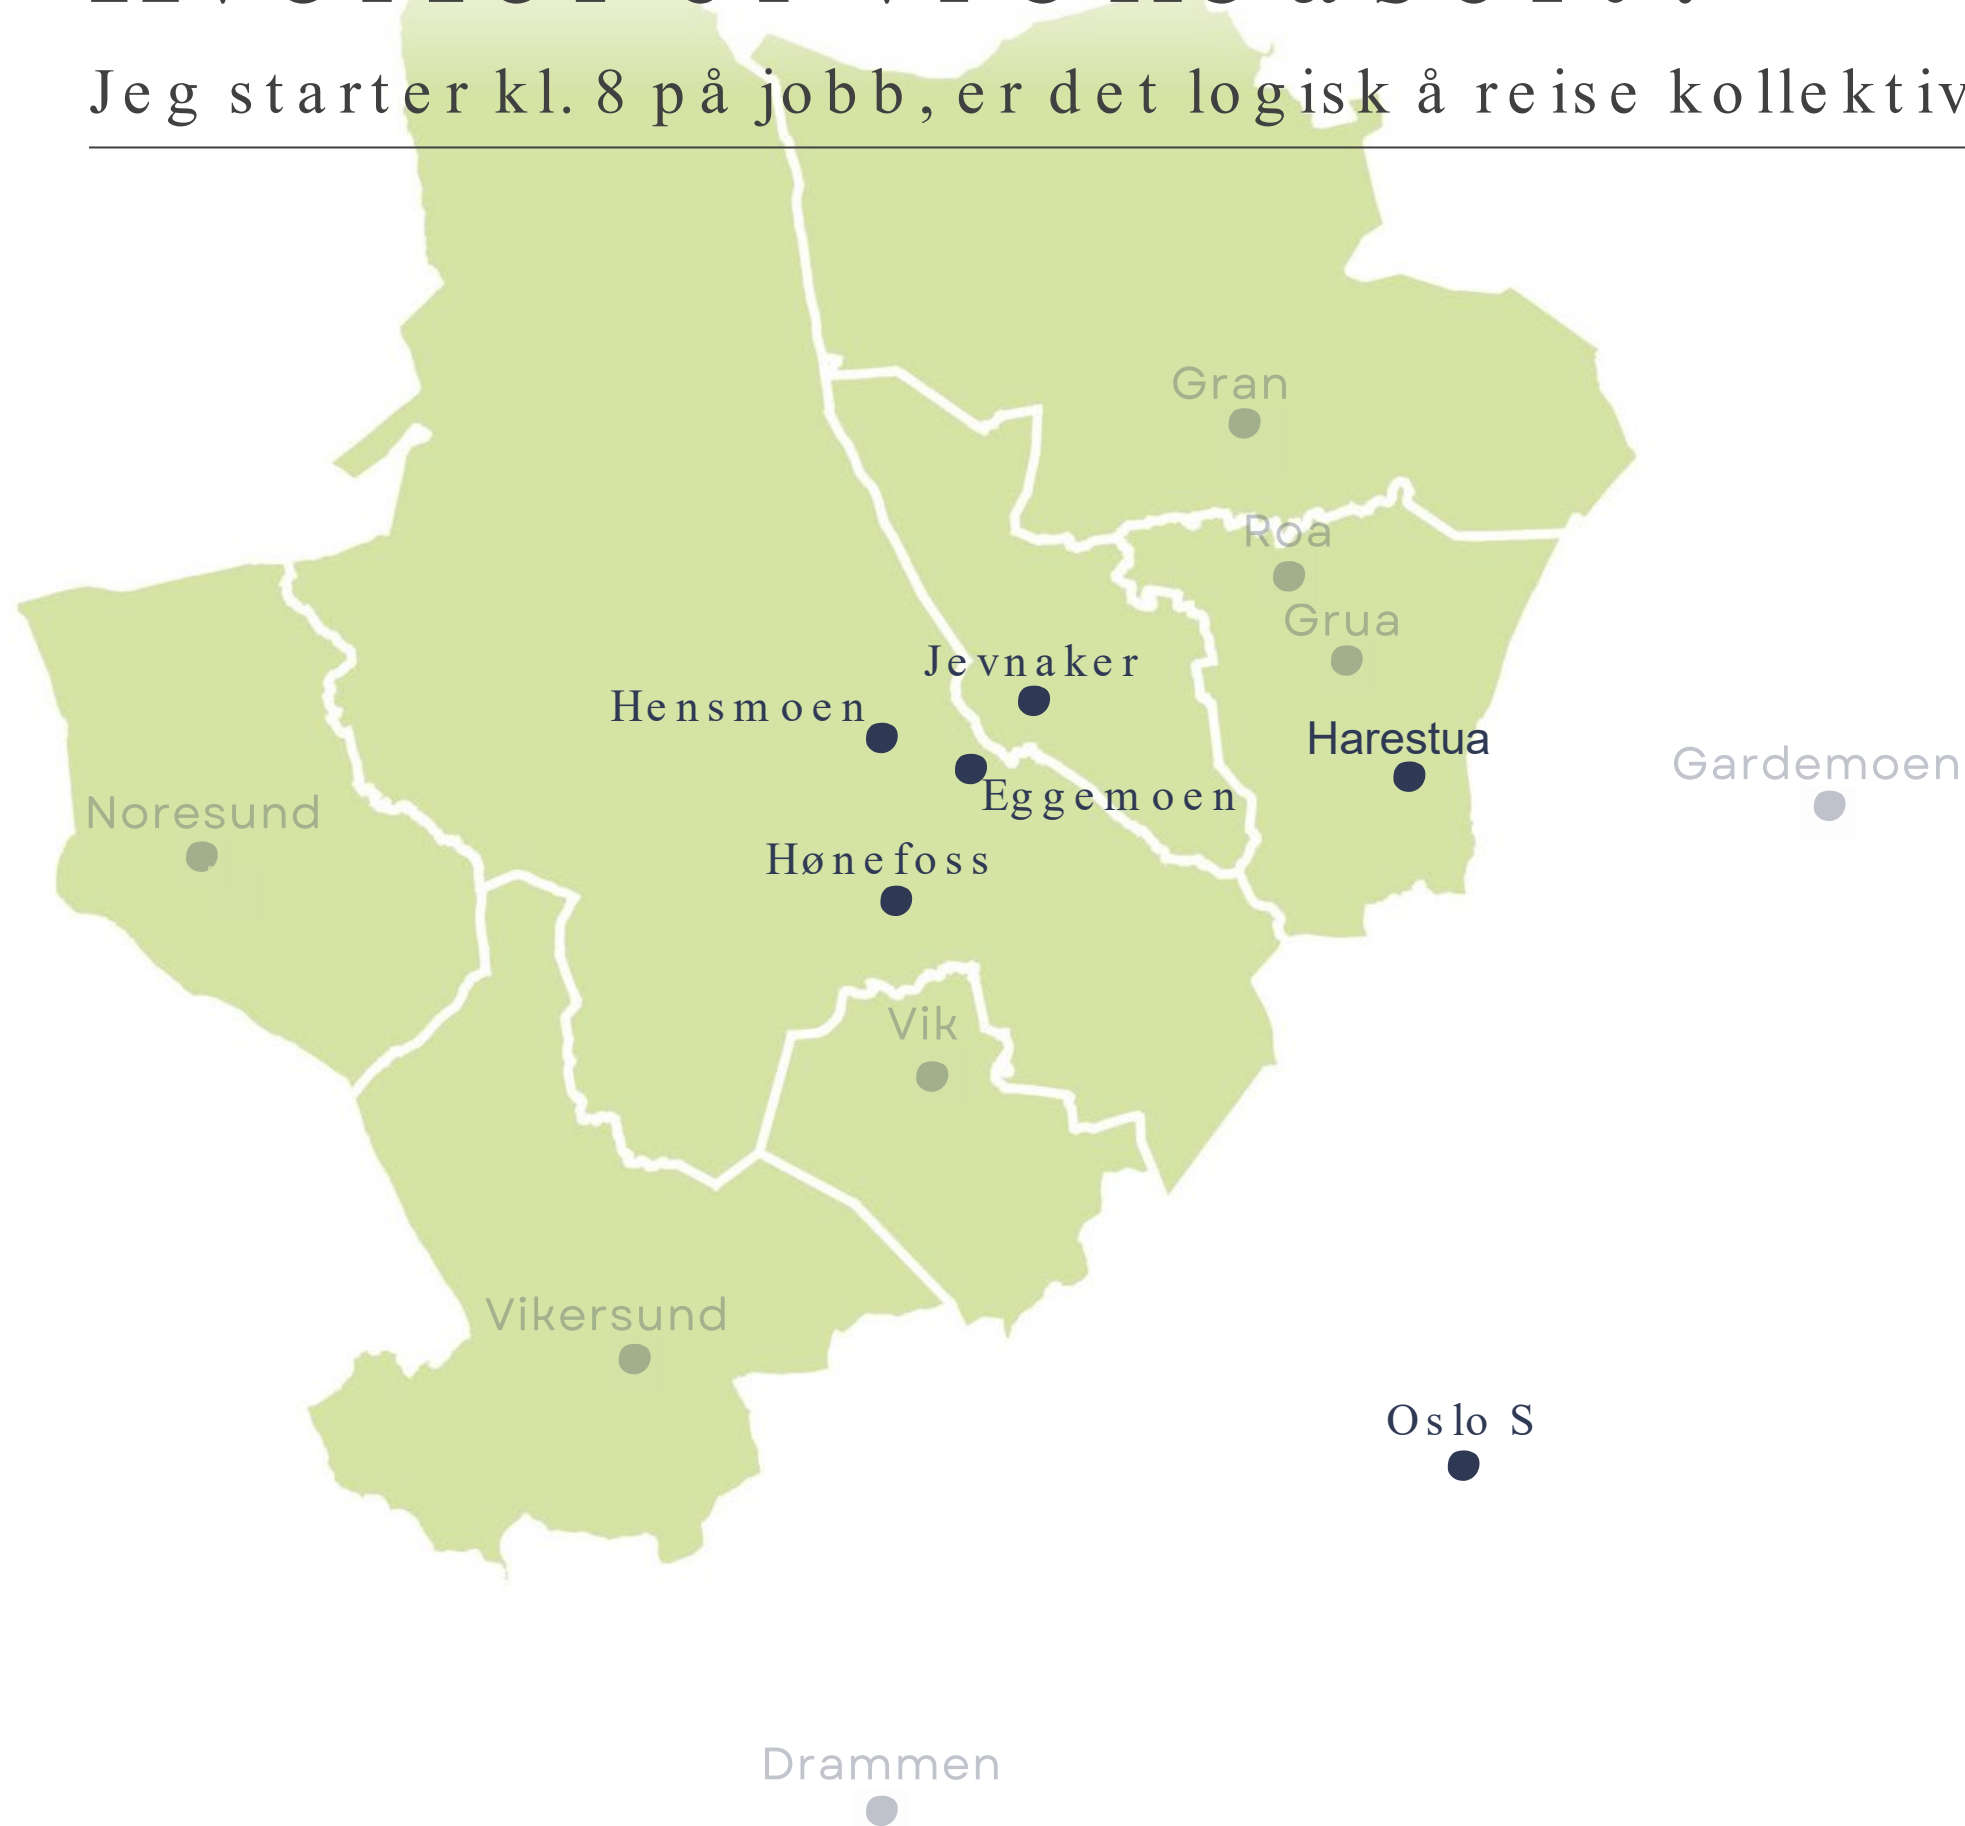 Jeg starter kl. 8 på jobb, er det logisk å reise kollektiv
Gran
Roa
Grua
Jevnaker
Hensmoen
Harestua
Gardemoen
Eggemoen
Noresund
Hønefoss
Vik
Vikersund
Oslo S
Drammen